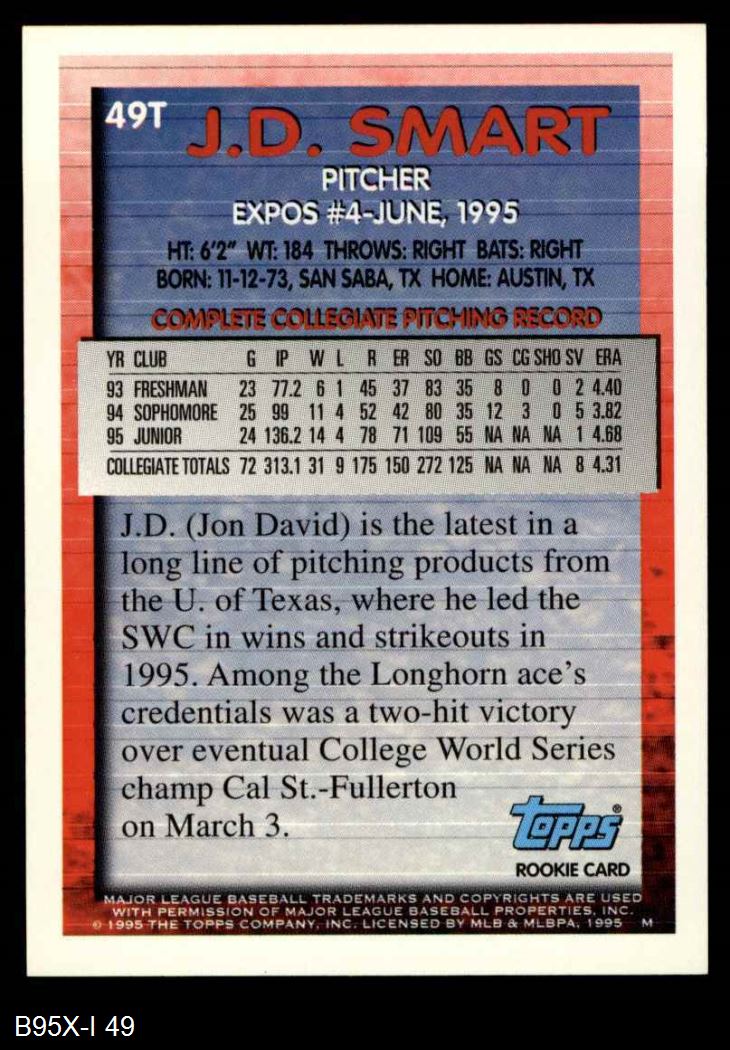 49T
J.D. SMART
PITCHER
EXPOS #4-JUNE, 1995
HT: 6'2" WT: 184 THROWS: RIGHT BATS: RIGHT
BORN: 11-12-73, SAN SABA, TX HOME: AUSTIN, TX
COMPLETE COLLEGIATE PITCHING RECORD
YR CLUB G IP W L R ER SO BB GS CG SHO SV ERA
93 FRESHMAN 23 77.2 6 1 45 37 83 35 8 0 0 2 4.40
94 SOPHOMORE 25 99 11 4 52 42 80 35 12 3 0 5 3.82
95 JUNIOR 24 136.2 14 4 78 71 109 55 NA NA NA 1 4.68
COLLEGIATE TOTALS 72 313.1 31 9 175 150 272 125 NA NA NA 8 4.31
J.D. (Jon David) is the latest in a
long line of pitching products from
the U. of Texas, where he led the
SWC in wins and strikeouts in
1995. Among the Longhorn ace's
credentials was a two-hit victory
over eventual College World Series
champ Cal St.-Fullerton
on March 3.
Topps®
ROOKIE CARD
MAJOR LEAGUE BASEBALL TRADEMARKS AND COPYRIGHTS ARE USED
WITH PERMISSION OF MAJOR LEAGUE BASEBALL PROPERTIES, INC.
© 1995 THE TOPPS COMPANY, INC. LICENSED BY MLB & MLBPA, 1995 M
B95X-I 49